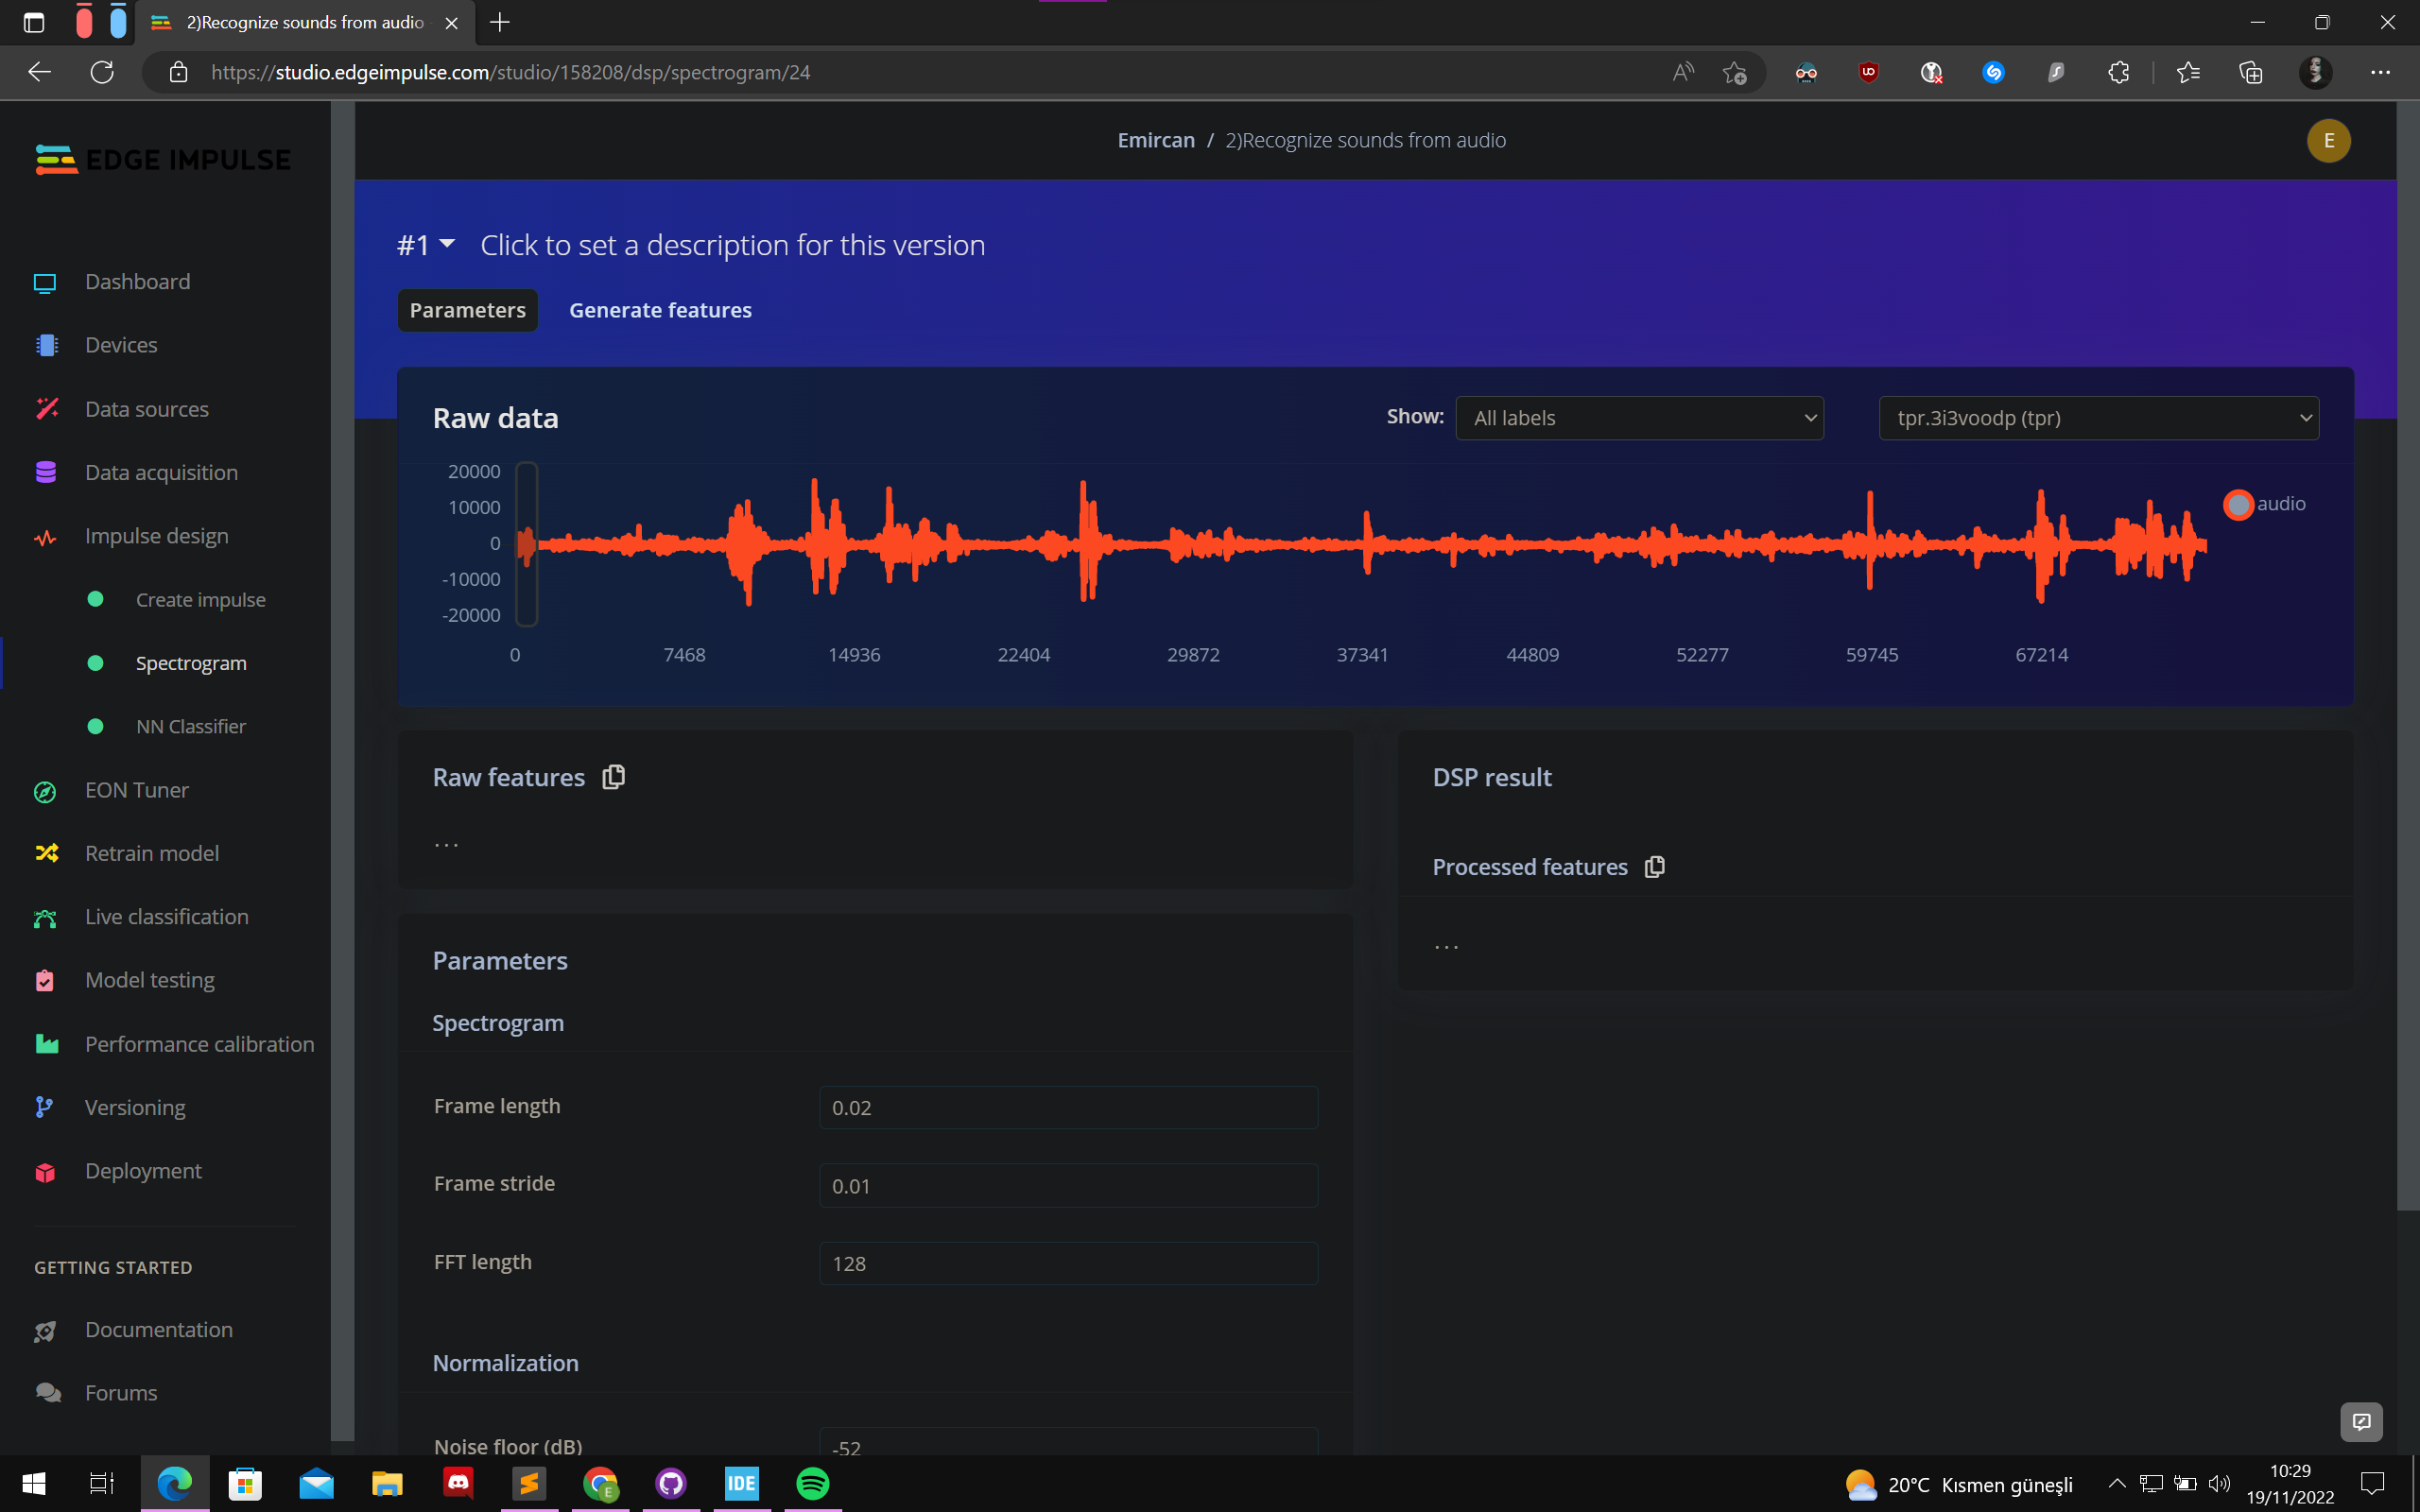 2)Recognize sounds from audio
https://studio.edgeimpulse.com/studio/158208/dsp/spectrogram/24
EDGE IMPULSE
Emircan / 2)Recognize sounds from audio
E
#1 Click to set a description for this version
Parameters Generate features
Dashboard
Devices
Data sources
Data acquisition
Impulse design
Create impulse
Spectrogram
NN Classifier
EON Tuner
Retrain model
Live classification
Model testing
Performance calibration
Versioning
Deployment
GETTING STARTED
Documentation
Forums
Raw data
Show: All labels tpr.3i3voodp (tpr)
20000
10000
0
-10000
-20000
0 7468 14936 22404 29872 37341 44809 52277 59745 67214
audio
Raw features
...
DSP result
Processed features
...
Parameters
Spectrogram
Frame length 0.02
Frame stride 0.01
FFT length 128
Normalization
Noise floor (dB) -52
IDE
E
20°C Kısmen güneşli
10:29
19/11/2022